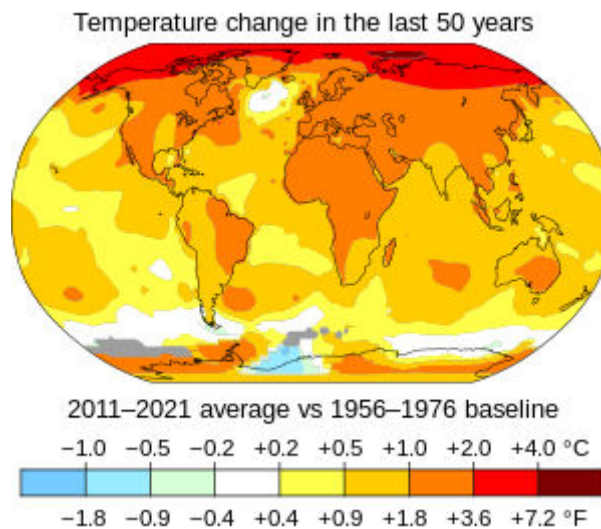 Temperature change in the last 50 years
2011–2021 average vs 1956–1976 baseline
−1.0 −0.5 −0.2 +0.2 +0.5 +1.0 +2.0 +4.0 °C
−1.8 −0.9 −0.4 +0.4 +0.9 +1.8 +3.6 +7.2 °F